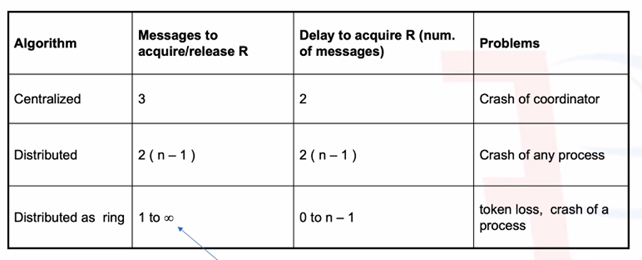 Algorithm
Messages to
acquire/release R
Delay to acquire R (num.
of messages)
Problems
Centralized
3
2
Crash of coordinator
Distributed
2 ( n – 1 )
2 ( n – 1 )
Crash of any process
Distributed as ring
1 to ∞
0 to n – 1
token loss, crash of a
process